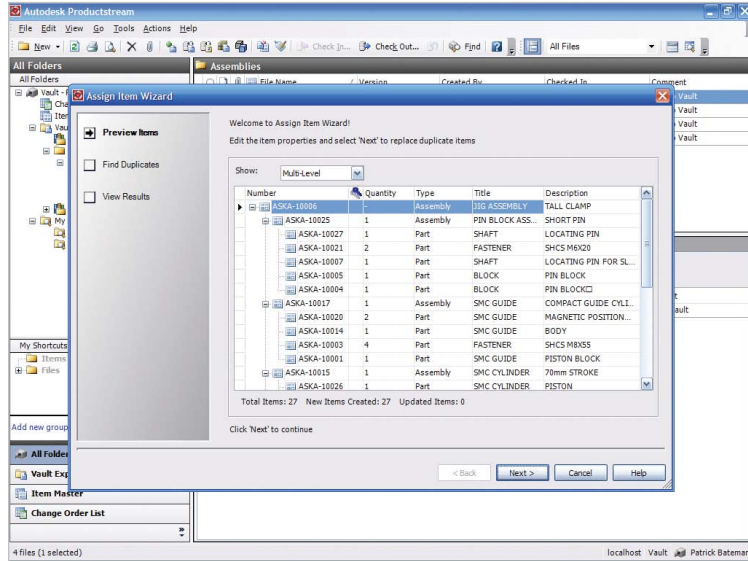 Autodesk Productstream
File Edit View Go Tools Actions Help
New Check In... Check Out... Find All Files
All Folders
Assemblies
All Folders
File Name Version Created By Checked In Comment
Vault
Vault
Vault
Vault
Assign Item Wizard
Preview Items
Find Duplicates
View Results
Welcome to Assign Item Wizard!
Edit the item properties and select 'Next' to replace duplicate items
Show: Multi-Level
Number Quantity Type Title Description
ASKA-10006 - Assembly JIG ASSEMBLY TALL CLAMP
ASKA-10025 1 Assembly PIN BLOCK ASS... SHORT PIN
ASKA-10027 1 Part SHAFT LOCATING PIN
ASKA-10021 2 Part FASTENER SHCS M6X20
ASKA-10007 1 Part SHAFT LOCATING PIN FOR SL...
ASKA-10005 1 Part BLOCK PIN BLOCK
ASKA-10004 1 Part BLOCK PIN BLOCK
ASKA-10017 1 Assembly SMC GUIDE COMPACT GUIDE CYLI...
ASKA-10020 2 Part SMC GUIDE MAGNETIC POSITION...
ASKA-10014 1 Part SMC GUIDE BODY
ASKA-10003 4 Part FASTENER SHCS M8X55
ASKA-10001 1 Part SMC GUIDE PISTON BLOCK
ASKA-10015 1 Assembly SMC CYLINDER 70mm STROKE
ASKA-10026 1 Part SMC CYLINDER PISTON
Total Items: 27 New Items Created: 27 Updated Items: 0
Click 'Next' to continue
< Back Next > Cancel Help
My
My Shortcuts
Items
Files
Add new group
All Folder
Vault Exp
Item Master
Change Order List
4 files (1 selected) localhost Vault Patrick Bateman